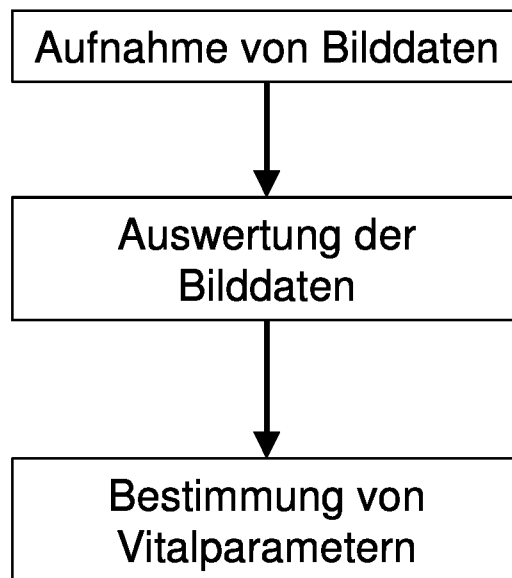 Aufnahme von Bilddaten
Auswertung der
Bilddaten
Bestimmung von
Vitalparametern